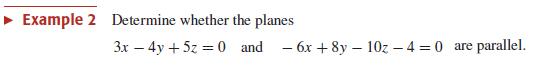 ▸ Example 2 Determine whether the planes
3x − 4y + 5z = 0 and − 6x + 8y − 10z − 4 = 0 are parallel.